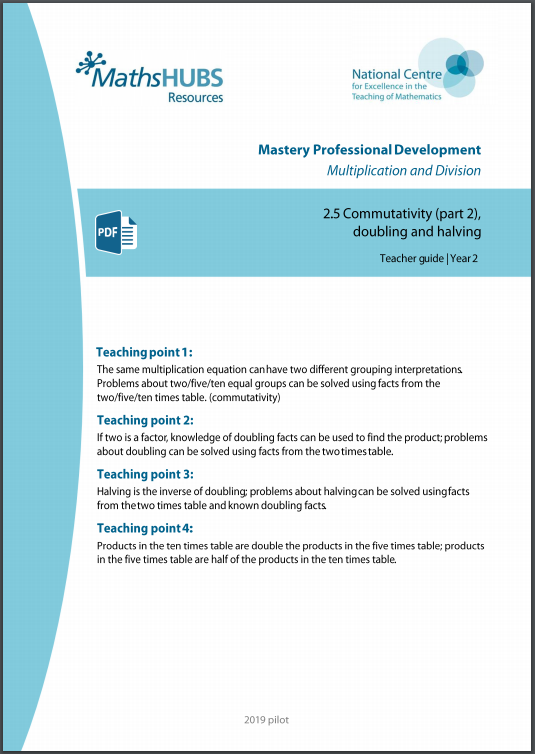 MathsHUBS
Resources
National Centre
for Excellence in the
Teaching of Mathematics
Mastery Professional Development
Multiplication and Division
PDF
2.5 Commutativity (part 2),
doubling and halving
Teacher guide | Year 2
Teaching point 1:
The same multiplication equation can have two different grouping interpretations.
Problems about two/five/ten equal groups can be solved using facts from the
two/five/ten times table. (commutativity)
Teaching point 2:
If two is a factor, knowledge of doubling facts can be used to find the product; problems
about doubling can be solved using facts from the two times table.
Teaching point 3:
Halving is the inverse of doubling; problems about halving can be solved using facts
from the two times table and known doubling facts.
Teaching point 4:
Products in the ten times table are double the products in the five times table; products
in the five times table are half of the products in the ten times table.
2019 pilot